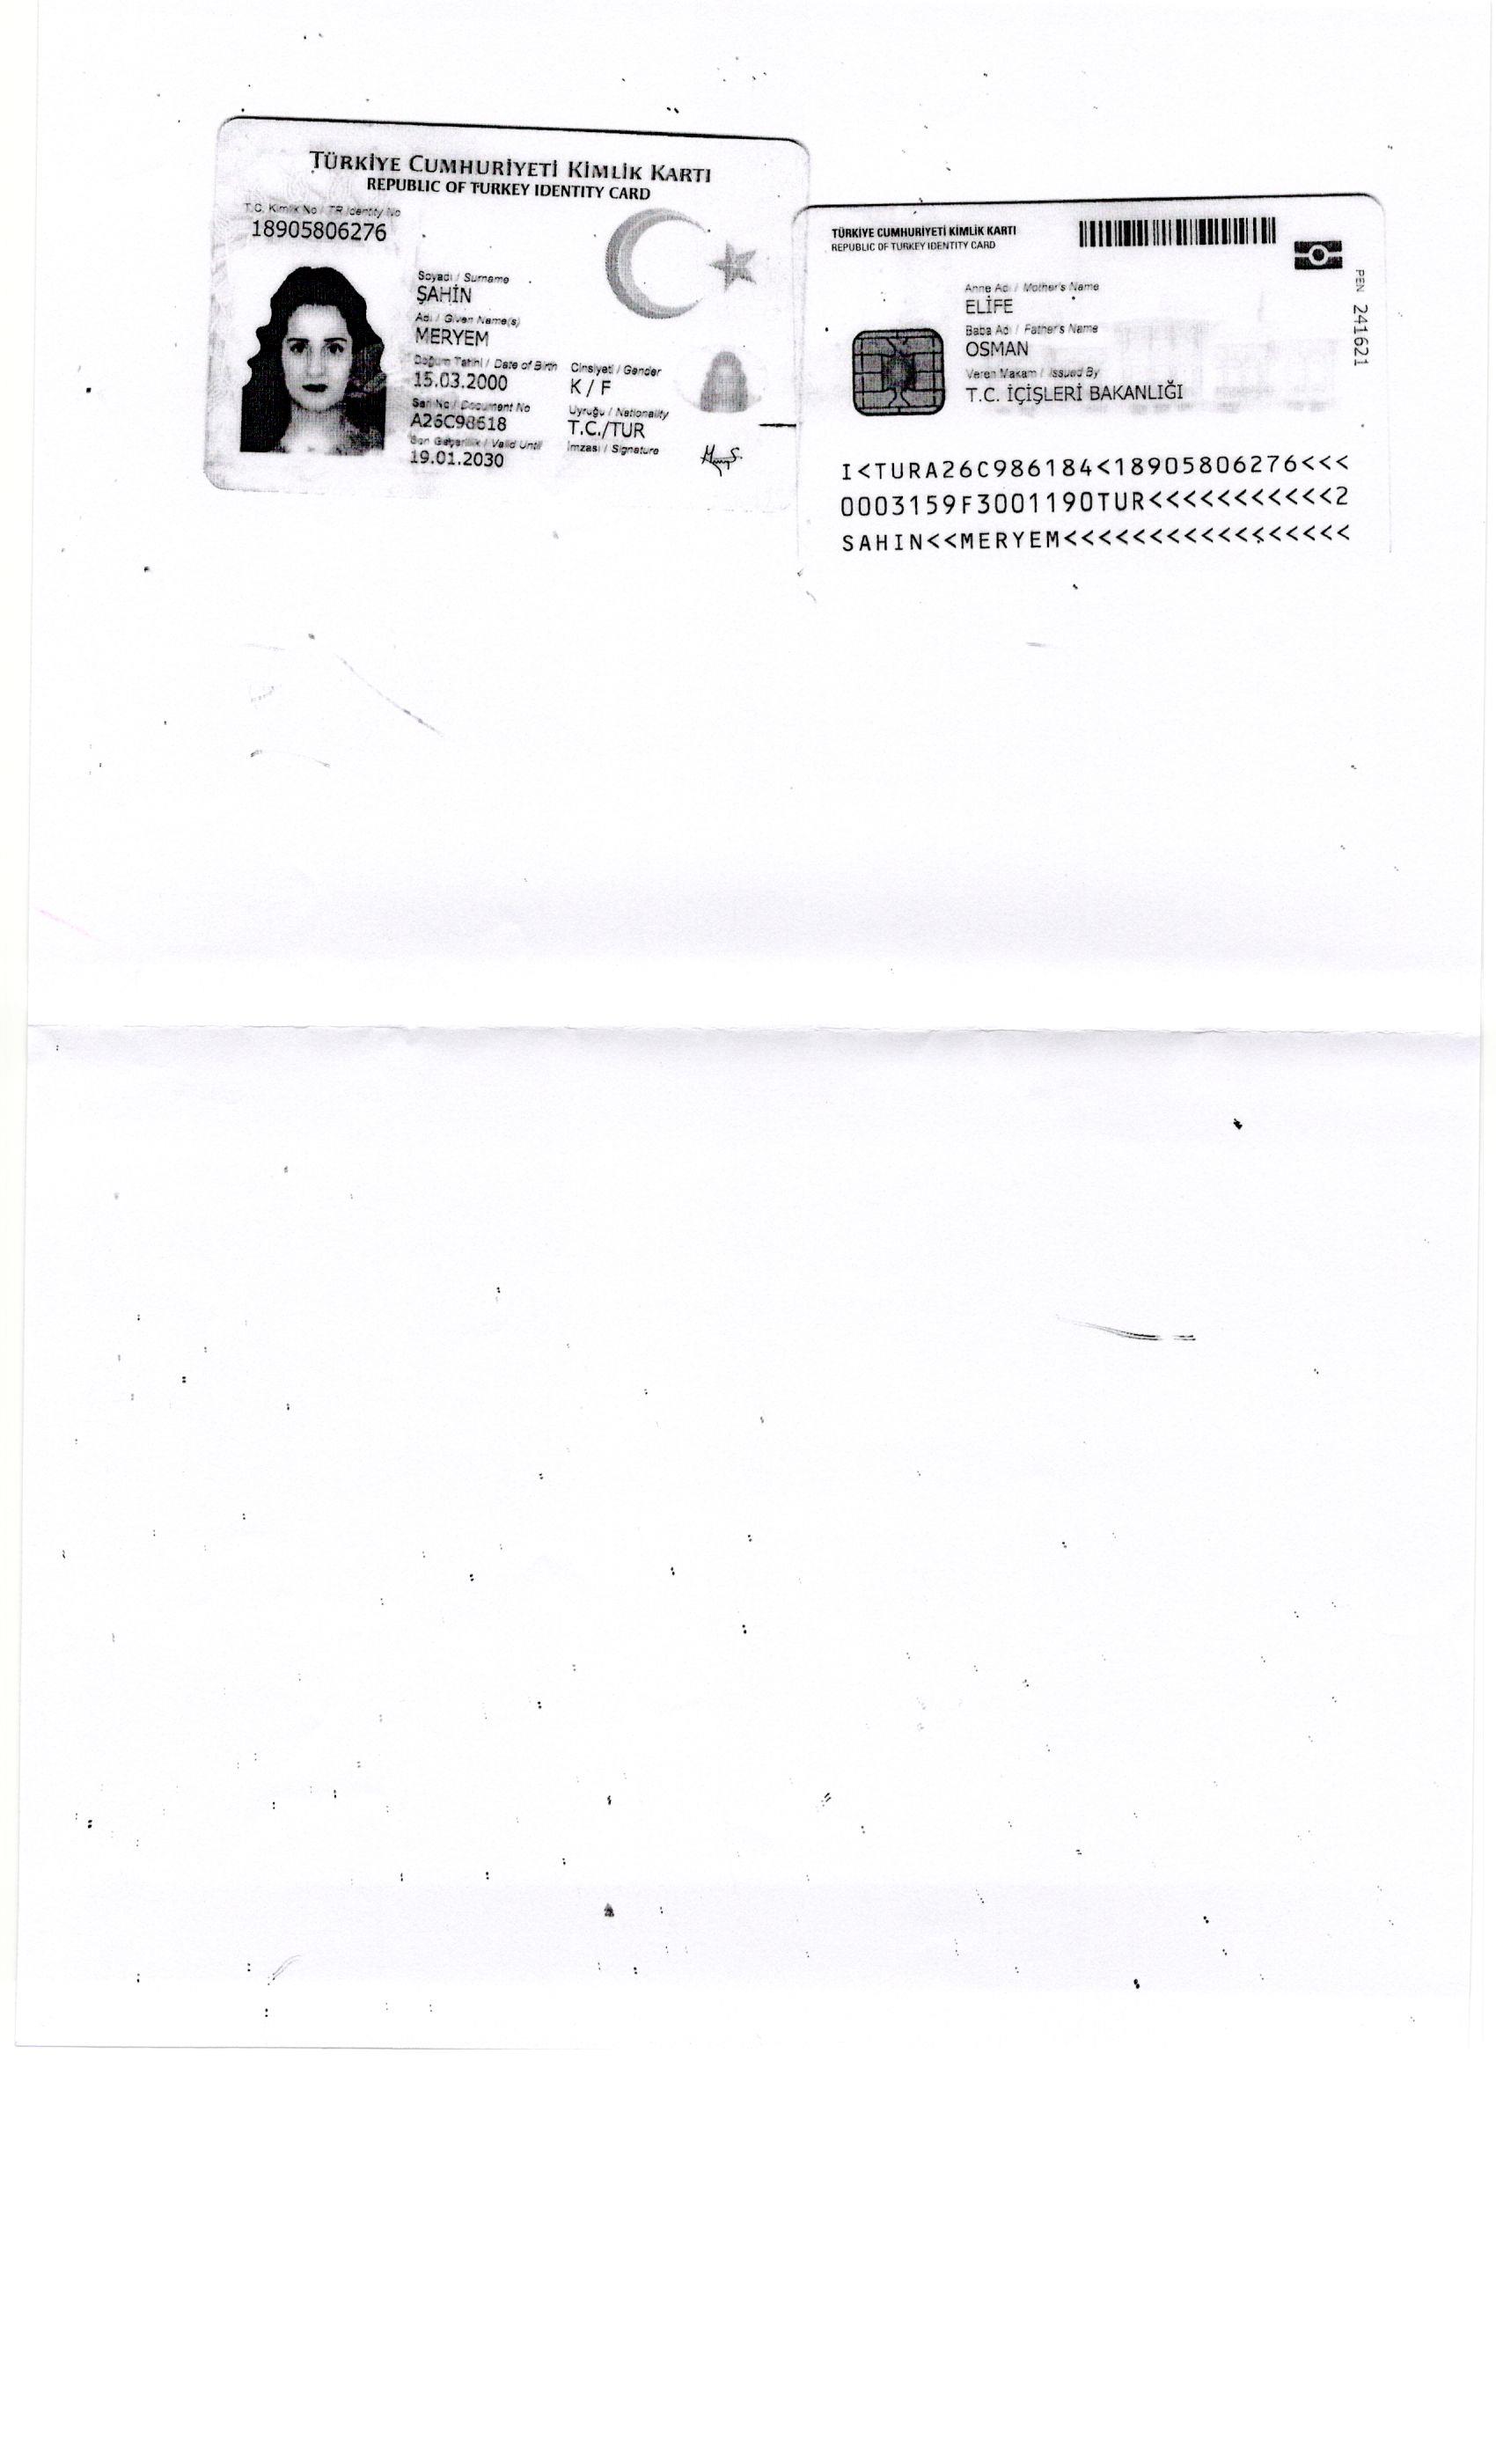 TÜRKİYE CUMHURİYETİ KİMLİK KARTI
REPUBLIC OF TURKEY IDENTITY CARD
T.C. Kimlik No / TR Identity No
18905806276
Soyadı / Surname
ŞAHİN
Adı / Given Name(s)
MERYEM
Doğum Tarihi / Date of Birth
15.03.2000
Cinsiyeti / Gender
K / F
Seri No / Document No
A26C98618
Uyruğu / Nationality
T.C./TUR
Son Geçerlilik / Valid Until
19.01.2030
İmzası / Signature
TÜRKİYE CUMHURİYETİ KİMLİK KARTI
REPUBLIC OF TURKEY IDENTITY CARD
Anne Adı / Mother's Name
ELİFE
Baba Adı / Father's Name
OSMAN
Veren Makam / Issued By
T.C. İÇİŞLERİ BAKANLIĞI
PEN 241621
I<TURA26C986184<18905806276<<<
0003159F3001190TUR<<<<<<<<<<<2
SAHIN<<MERYEM<<<<<<<<<<<<<<<<<